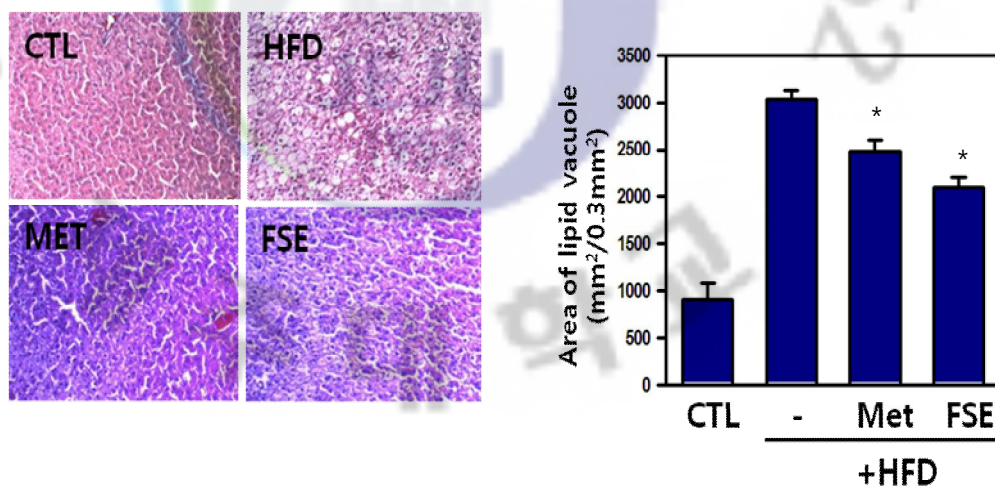 CTL
HFD
MET
FSE
Area of lipid vacuole
(mm²/0.3mm²)
3500
3000
2500
2000
1500
1000
500
0
*
*
CTL
-
Met
FSE
+HFD